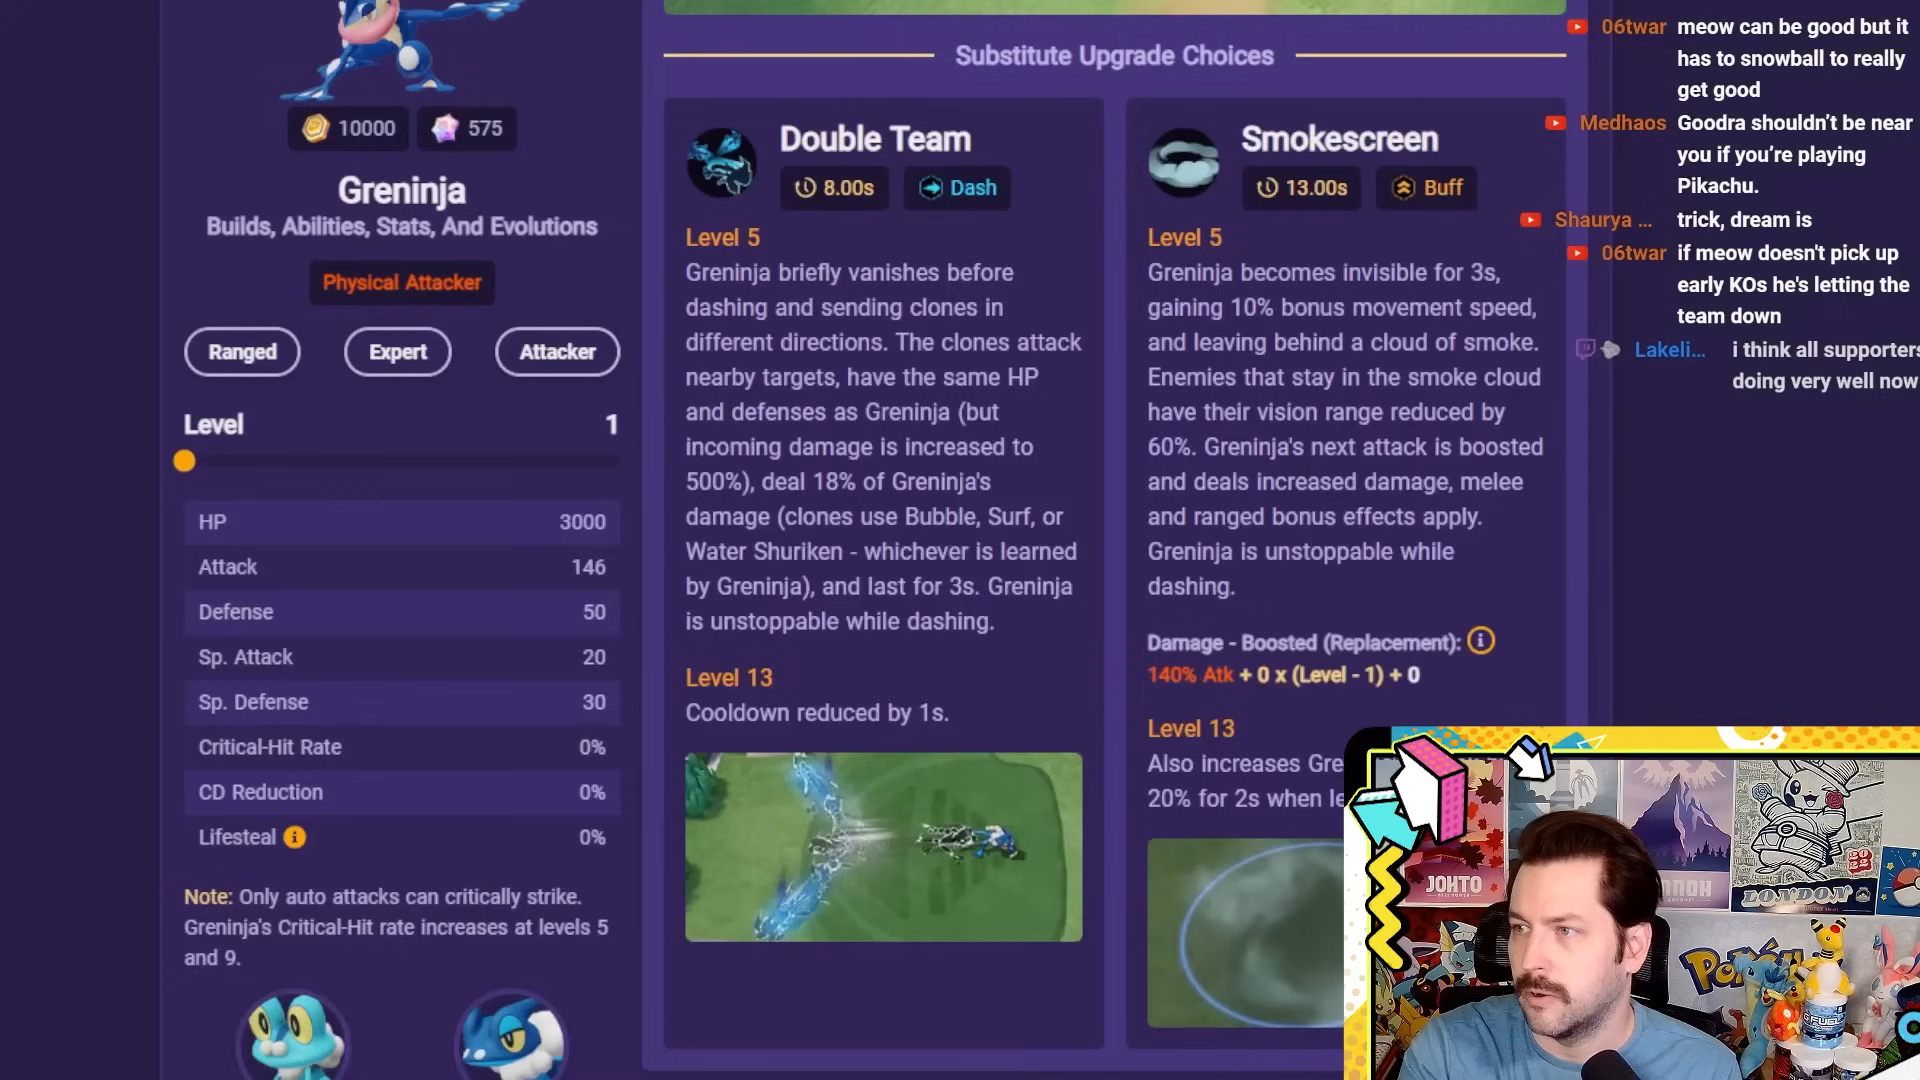 10000
575
Greninja
Builds, Abilities, Stats, And Evolutions
Physical Attacker
Ranged
Expert
Attacker
Level
1
HP 3000
Attack 146
Defense 50
Sp. Attack 20
Sp. Defense 30
Critical-Hit Rate 0%
CD Reduction 0%
Lifesteal 0%
Note: Only auto attacks can critically strike.
Greninja's Critical-Hit rate increases at levels 5
and 9.
Substitute Upgrade Choices
Double Team
8.00s
Dash
Level 5
Greninja briefly vanishes before
dashing and sending clones in
different directions. The clones attack
nearby targets, have the same HP
and defenses as Greninja (but
incoming damage is increased to
500%), deal 18% of Greninja's
damage (clones use Bubble, Surf, or
Water Shuriken - whichever is learned
by Greninja), and last for 3s. Greninja
is unstoppable while dashing.
Level 13
Cooldown reduced by 1s.
Smokescreen
13.00s
Buff
Level 5
Greninja becomes invisible for 3s,
gaining 10% bonus movement speed,
and leaving behind a cloud of smoke.
Enemies that stay in the smoke cloud
have their vision range reduced by
60%. Greninja's next attack is boosted
and deals increased damage, melee
and ranged bonus effects apply.
Greninja is unstoppable while
dashing.
Damage - Boosted (Replacement):
140% Atk + 0 x (Level - 1) + 0
Level 13
Also increases Gre
20% for 2s when le
06twar meow can be good but it
has to snowball to really
get good
Medhaos Goodra shouldn't be near
you if you're playing
Pikachu.
Shaurya ... trick, dream is
06twar if meow doesn't pick up
early KOs he's letting the
team down
Lakeli... i think all supporters
doing very well now
JOHTO
LONDON
2022
GFUEL